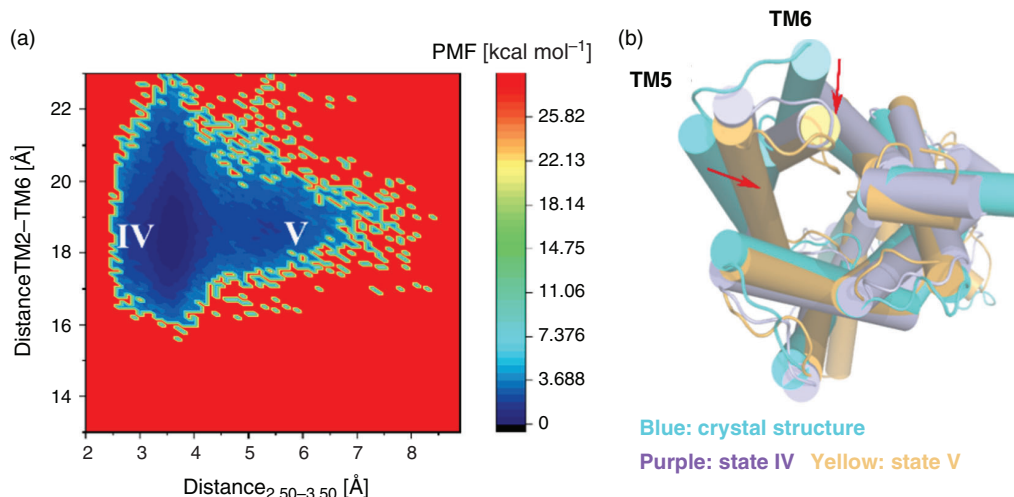 (a)
PMF [kcal mol⁻¹]
22
20
18
16
14
2
3
4
5
6
7
8
DistanceTM2–TM6 [Å]
Distance₂.₅₀₋₃.₅₀ [Å]
IV
V
25.82
22.13
18.14
14.75
11.06
7.376
3.688
0
(b)
TM6
TM5
Blue: crystal structure
Purple: state IV Yellow: state V